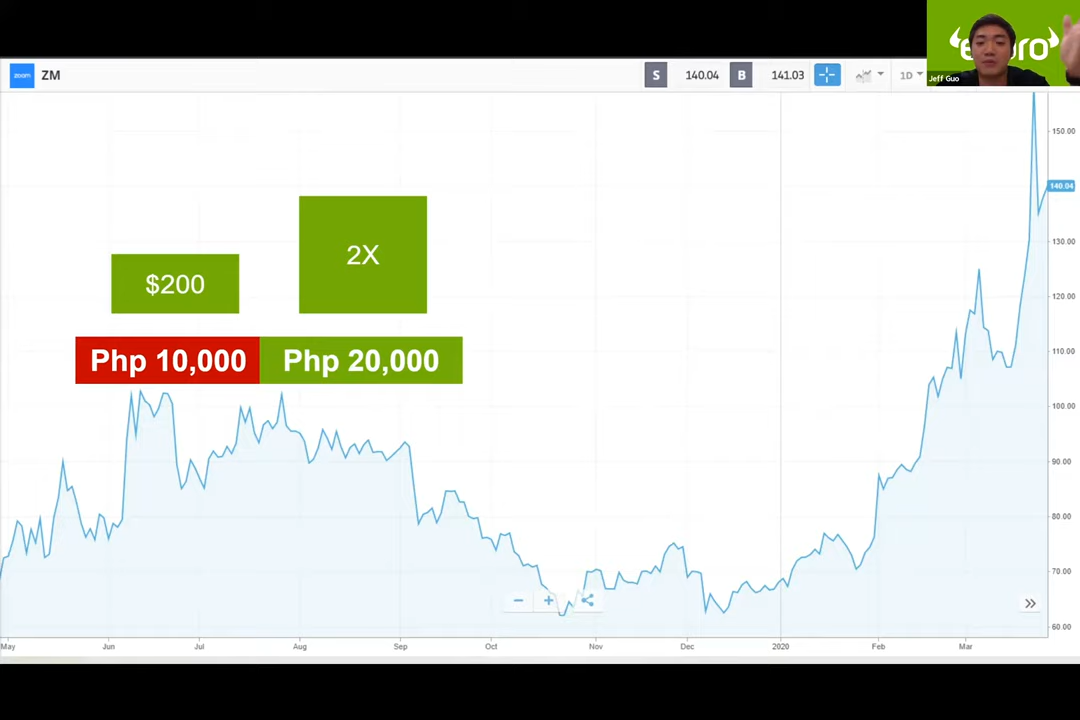 zoom ZM
S 140.04 B 141.03 1D
Jeff Guo
150.00
140.04
130.00
120.00
110.00
100.00
90.00
80.00
70.00
60.00
$200
2X
Php 10,000 Php 20,000
May Jun Jul Aug Sep Oct Nov Dec 2020 Feb Mar